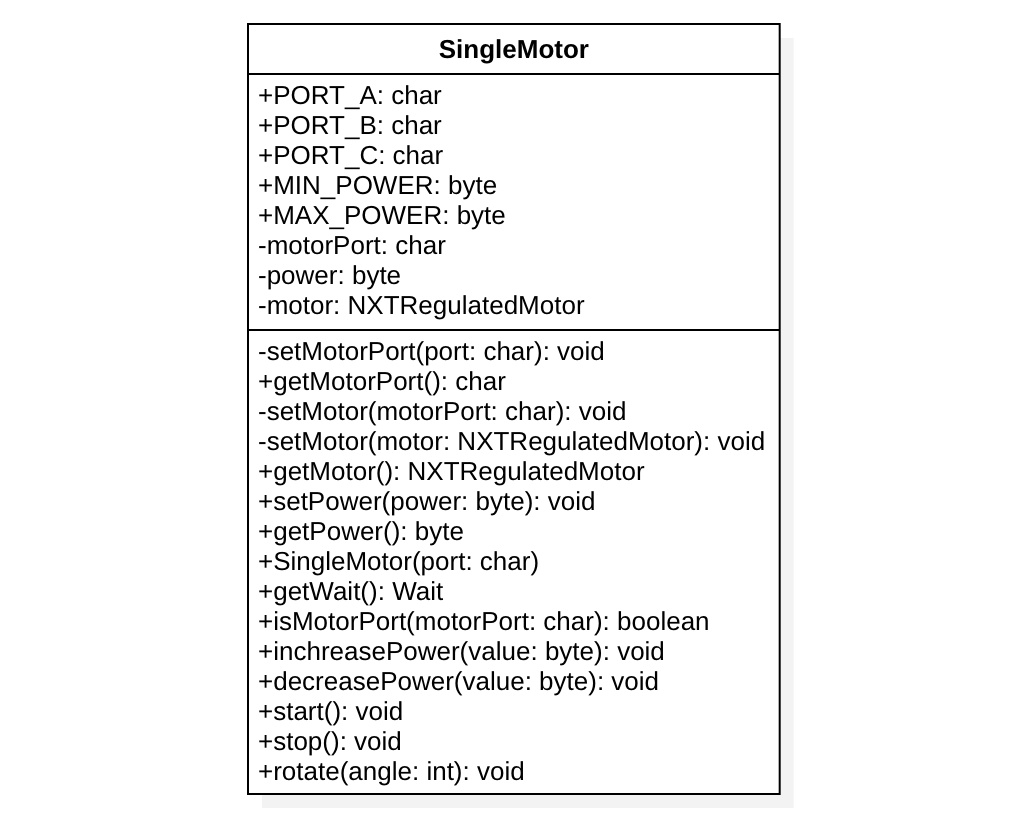 SingleMotor
+PORT_A: char
+PORT_B: char
+PORT_C: char
+MIN_POWER: byte
+MAX_POWER: byte
-motorPort: char
-power: byte
-motor: NXTRegulatedMotor
-setMotorPort(port: char): void
+getMotorPort(): char
-setMotor(motorPort: char): void
-setMotor(motor: NXTRegulatedMotor): void
+getMotor(): NXTRegulatedMotor
+setPower(power: byte): void
+getPower(): byte
+SingleMotor(port: char)
+getWait(): Wait
+isMotorPort(motorPort: char): boolean
+inchreasePower(value: byte): void
+decreasePower(value: byte): void
+start(): void
+stop(): void
+rotate(angle: int): void